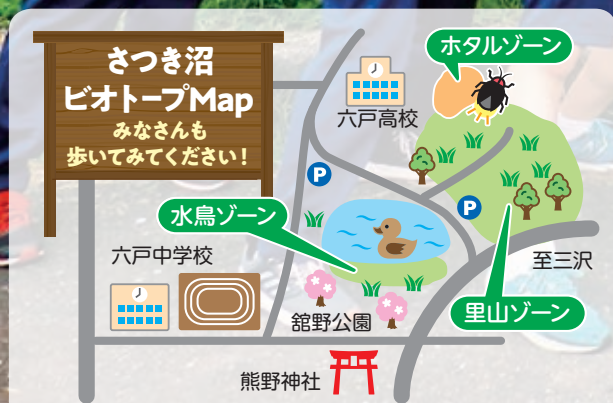 さつき沼
ビオトープMap
みなさんも
歩いてみてください!
ホタルゾーン
六戸高校
P
水鳥ゾーン
P
六戸中学校
至三沢
里山ゾーン
舘野公園
熊野神社